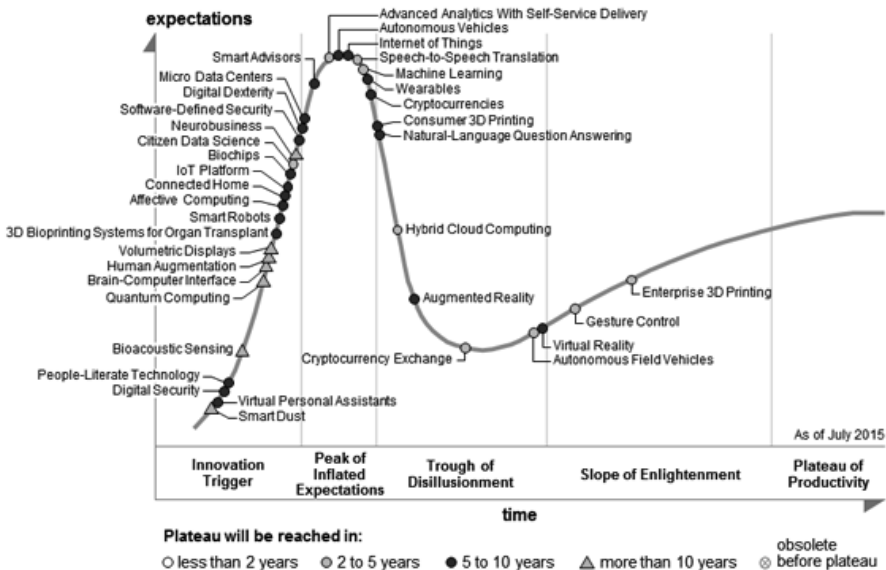 expectations
Advanced Analytics With Self-Service Delivery
Autonomous Vehicles
Internet of Things
Smart Advisors
Speech-to-Speech Translation
Machine Learning
Micro Data Centers
Wearables
Digital Dexterity
Cryptocurrencies
Software-Defined Security
Consumer 3D Printing
Neurobusiness
Natural-Language Question Answering
Citizen Data Science
Biochips
IoT Platform
Connected Home
Affective Computing
Smart Robots
Hybrid Cloud Computing
3D Bioprinting Systems for Organ Transplant
Volumetric Displays
Human Augmentation
Brain-Computer Interface
Quantum Computing
Enterprise 3D Printing
Augmented Reality
Gesture Control
Bioacoustic Sensing
Virtual Reality
Cryptocurrency Exchange
Autonomous Field Vehicles
People-Literate Technology
Digital Security
Virtual Personal Assistants
Smart Dust
As of July 2015
Innovation
Trigger
Peak of
Inflated
Expectations
Trough of
Disillusionment
Slope of Enlightenment
Plateau of
Productivity
time
Plateau will be reached in:
less than 2 years
2 to 5 years
5 to 10 years
more than 10 years
obsolete
before plateau